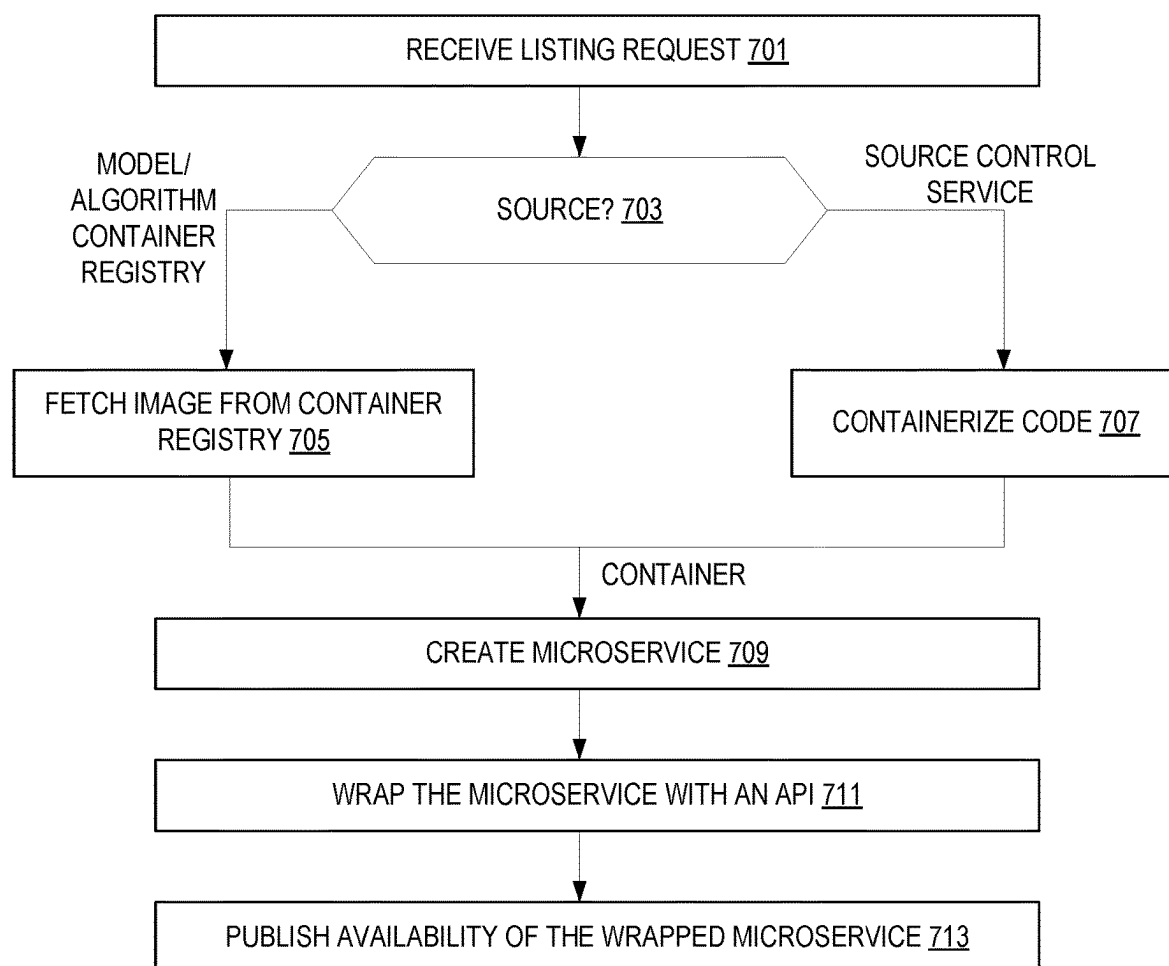 RECEIVE LISTING REQUEST 701
MODEL/
ALGORITHM
CONTAINER
REGISTRY
SOURCE? 703
SOURCE CONTROL
SERVICE
FETCH IMAGE FROM CONTAINER
REGISTRY 705
CONTAINERIZE CODE 707
CONTAINER
CREATE MICROSERVICE 709
WRAP THE MICROSERVICE WITH AN API 711
PUBLISH AVAILABILITY OF THE WRAPPED MICROSERVICE 713